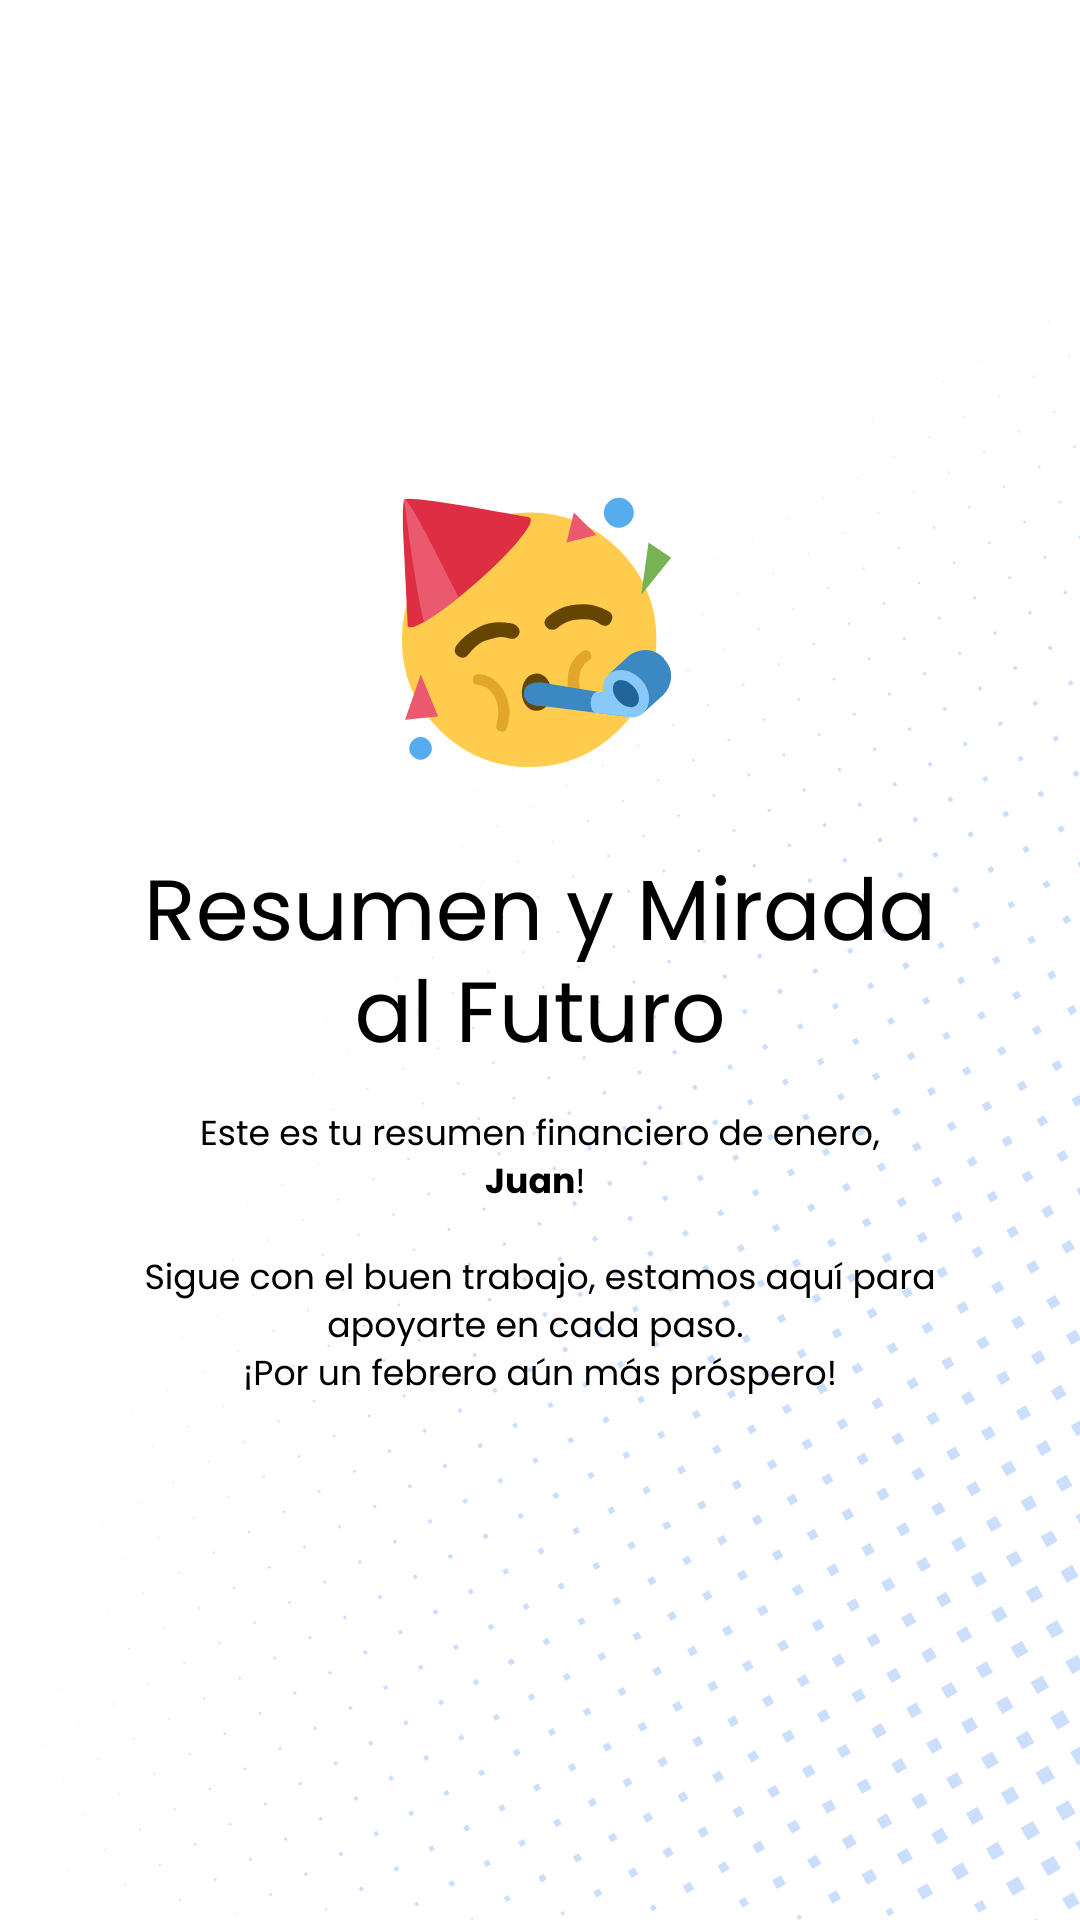 Resumen y Mirada
al Futuro
Este es tu resumen financiero de enero,
Juan!
Sigue con el buen trabajo, estamos aquí para
apoyarte en cada paso.
¡Por un febrero aún más próspero!